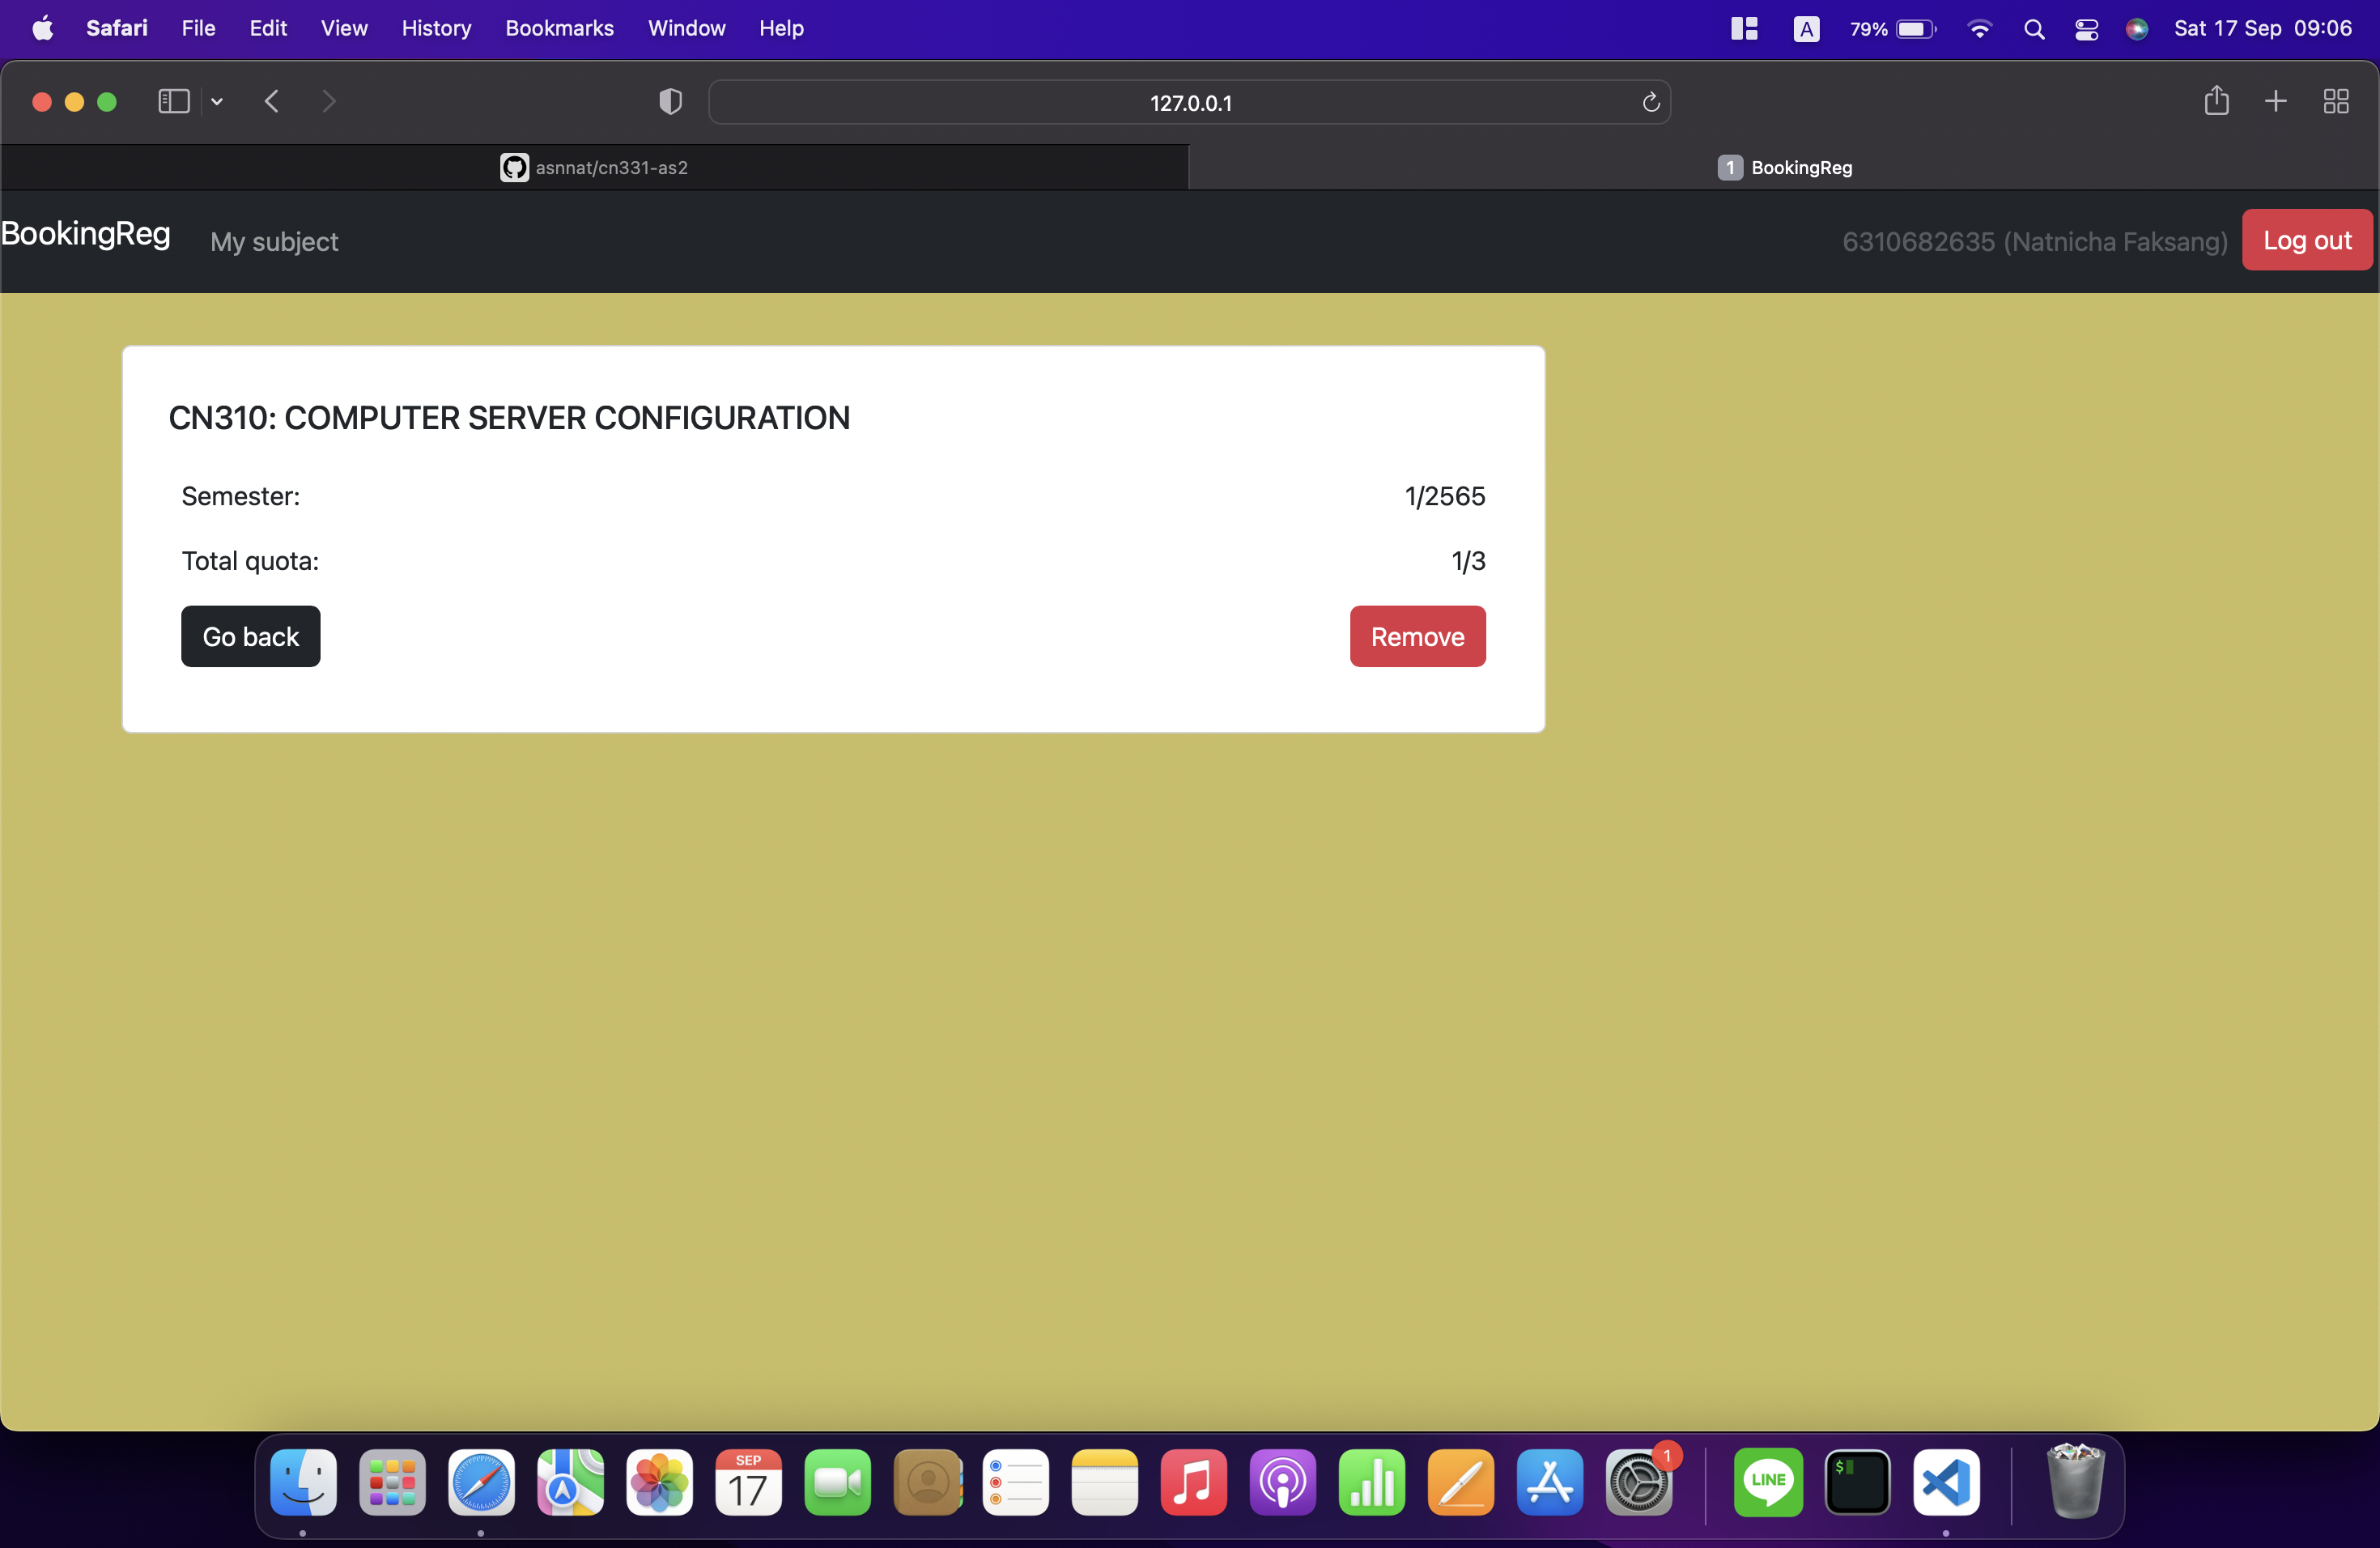 Safari File Edit View History Bookmarks Window Help A 79% Sat 17 Sep 09:06
127.0.0.1
asnnat/cn331-as2 1 BookingReg
BookingReg My subject 6310682635 (Natnicha Faksang) Log out
CN310: COMPUTER SERVER CONFIGURATION
Semester: 1/2565
Total quota: 1/3
Go back Remove
SEP
17
1
LINE
$